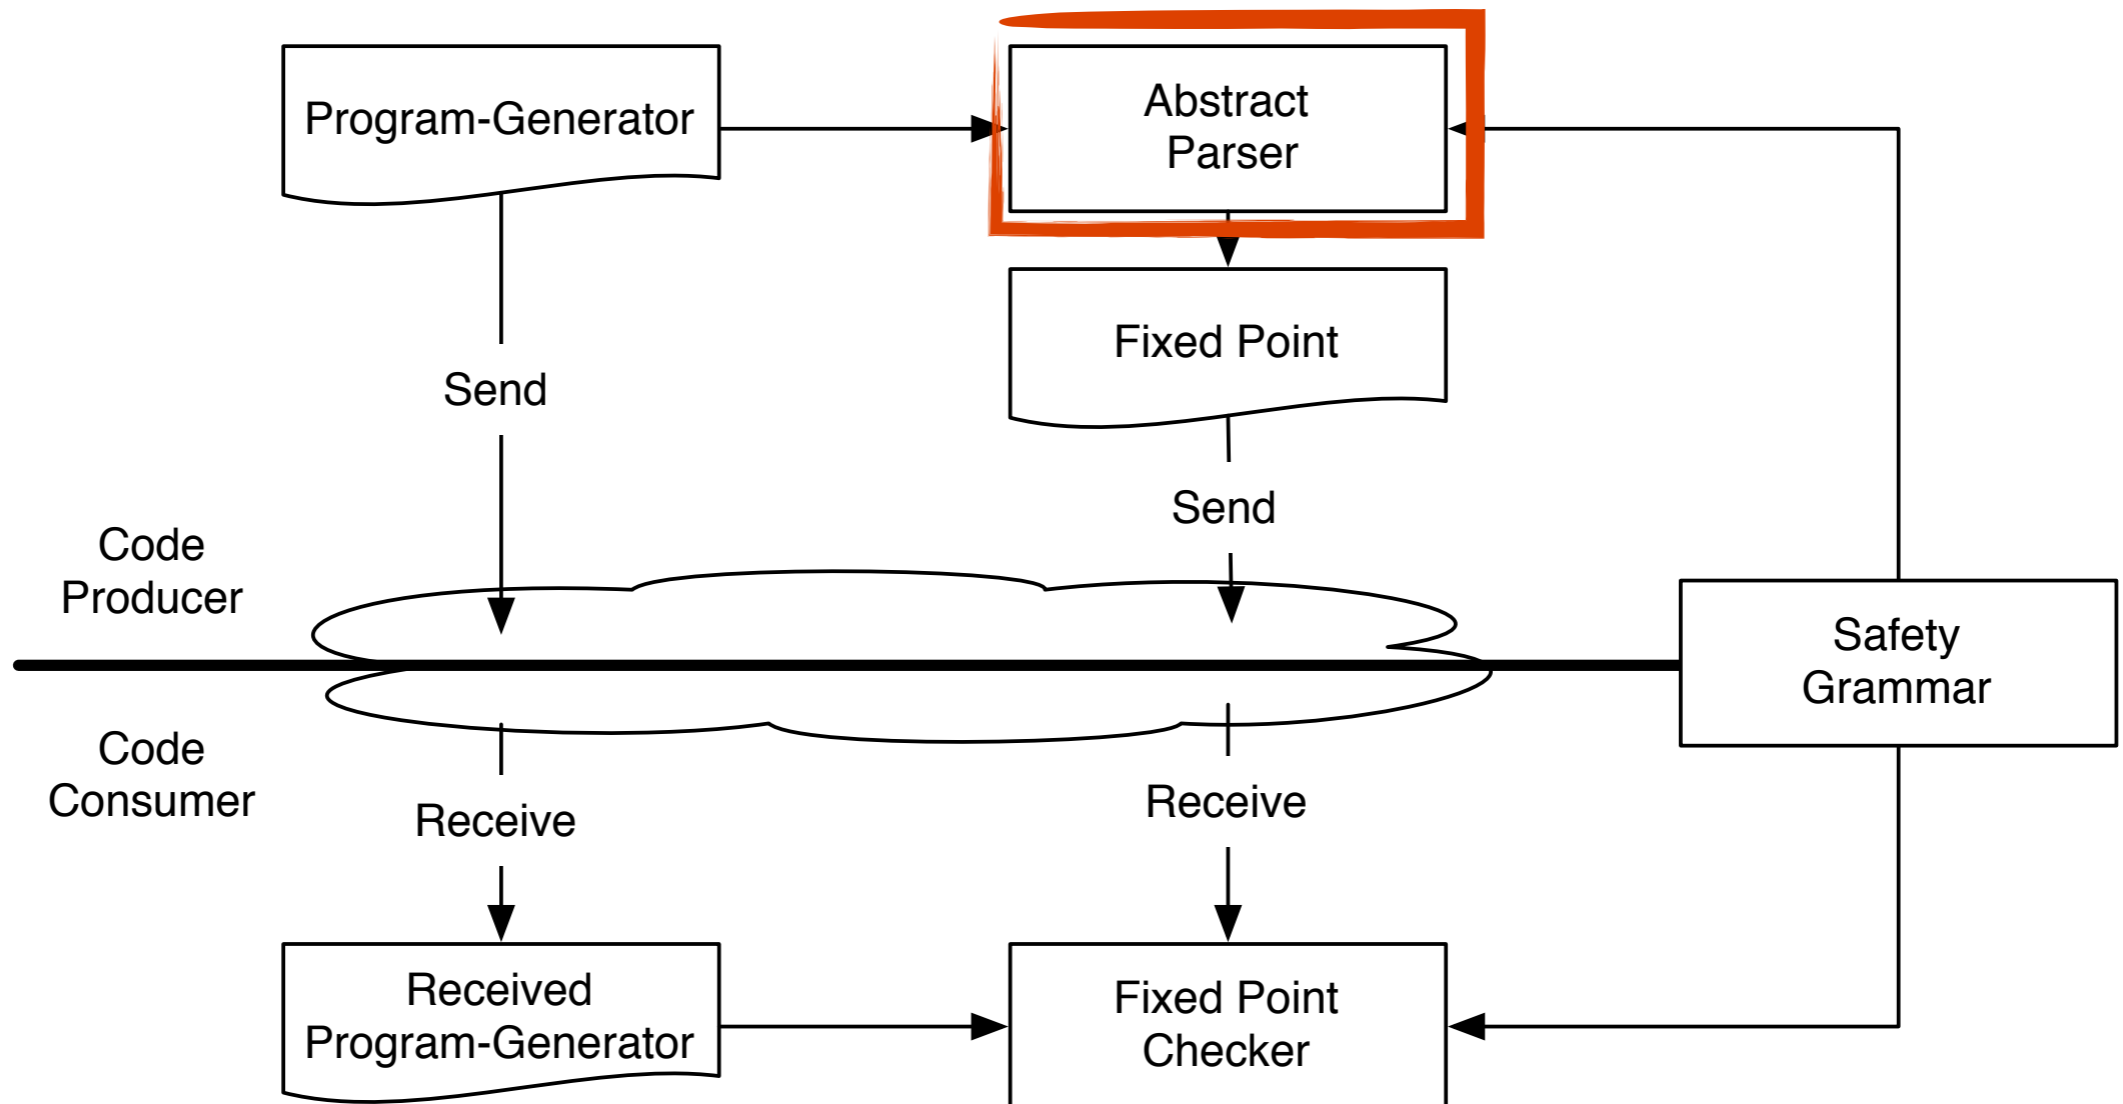 Program-Generator
Abstract
Parser
Fixed Point
Send
Send
Code
Producer
Safety
Grammar
Code
Consumer
Receive
Receive
Received
Program-Generator
Fixed Point
Checker